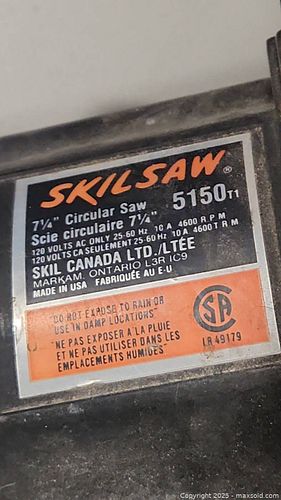 SKILSAW®
7¼" Circular Saw 5150 T1
Scie circulaire 7¼"
120 VOLTS AC ONLY 25-60 Hz 10 A 4600 R P M
120 VOLTS CA SEULEMENT 25-60 Hz 10 A 4600 T R M
SKIL CANADA LTD./LTÉE
MARKAM. ONTARIO L3R 1C9
MADE IN USA FABRIQUÉE AU E-U
"DO NOT EXPOSE TO RAIN OR
USE IN DAMP LOCATIONS"
"NE PAS EXPOSER A LA PLUIE
ET NE PAS UTILISER DANS LES
EMPLACEMENTS HUMIDES"
CSA
LR 49179
Copyright 2025 - maxsold.com